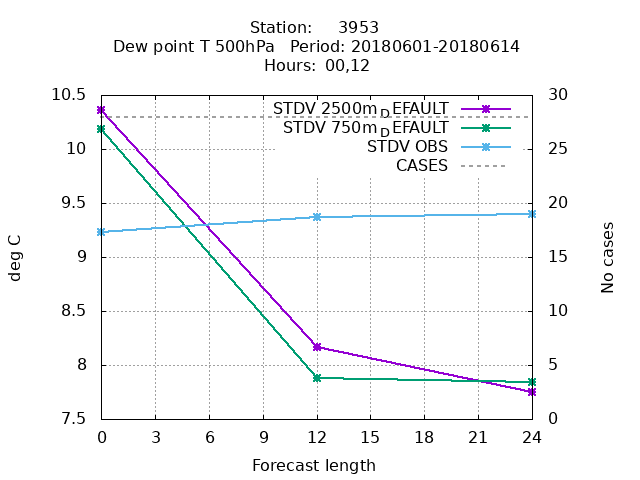 Station: 3953
Dew point T 500hPa Period: 20180601-20180614
Hours: 00,12
STDV 2500m_DEFAULT
STDV 750m_DEFAULT
STDV OBS
CASES
10.5
10
9.5
9
8.5
8
7.5
deg C
30
25
20
15
10
5
0
No cases
0 3 6 9 12 15 18 21 24
Forecast length